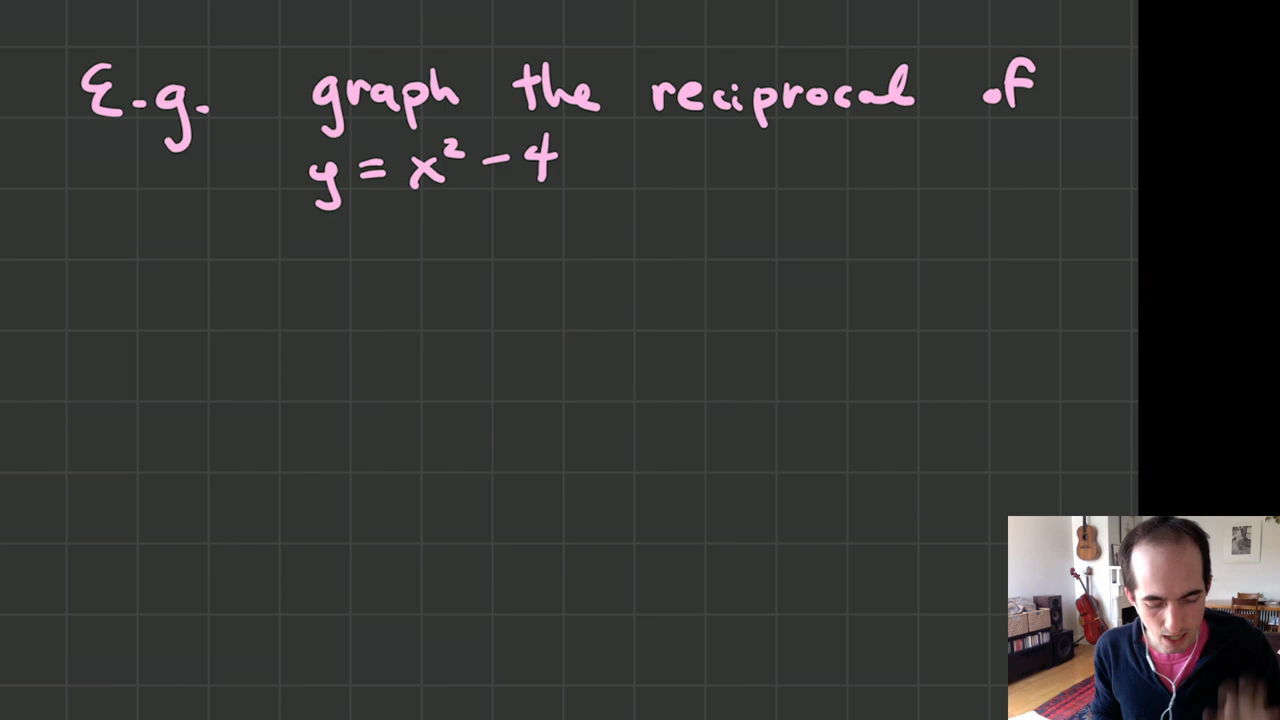 E.g. graph the reciprocal of
y = x² - 4